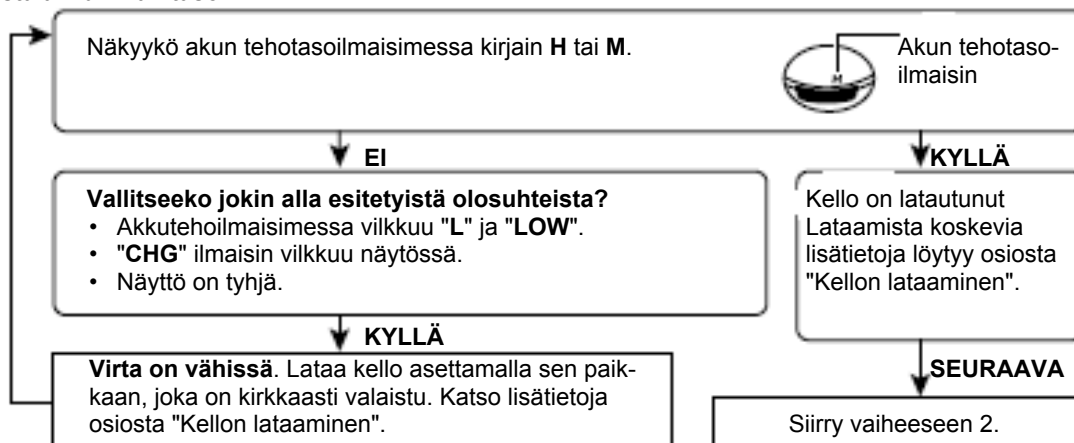 Näkyykö akun tehotasoilmaisimessa kirjain H tai M.
Akun tehotaso-
ilmaisin
M
EI
KYLLÄ
Vallitseeko jokin alla esitetyistä olosuhteista?
• Akkutehoilmaisimessa vilkkuu "L" ja "LOW".
• "CHG" ilmaisin vilkkuu näytössä.
• Näyttö on tyhjä.
Kello on latautunut
Lataamista koskevia
lisätietoja löytyy osiosta
"Kellon lataaminen".
KYLLÄ
Virta on vähissä. Lataa kello asettamalla sen paik-
kaan, joka on kirkkaasti valaistu. Katso lisätietoja
osiosta "Kellon lataaminen".
SEURAAVA
Siirry vaiheeseen 2.